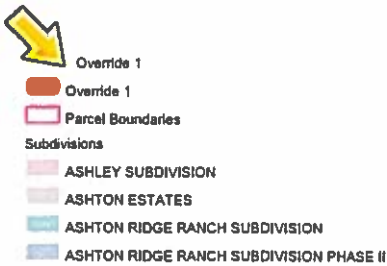 Override 1
Override 1
Parcel Boundaries
Subdivisions
ASHLEY SUBDIVISION
ASHTON ESTATES
ASHTON RIDGE RANCH SUBDIVISION
ASHTON RIDGE RANCH SUBDIVISION PHASE II